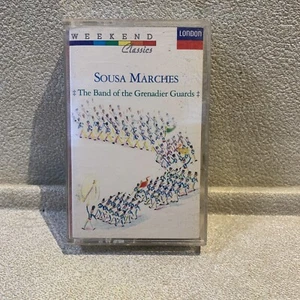 WEEKEND
Classics
LONDON
SOUSA MARCHES
The Band of the Grenadier Guards